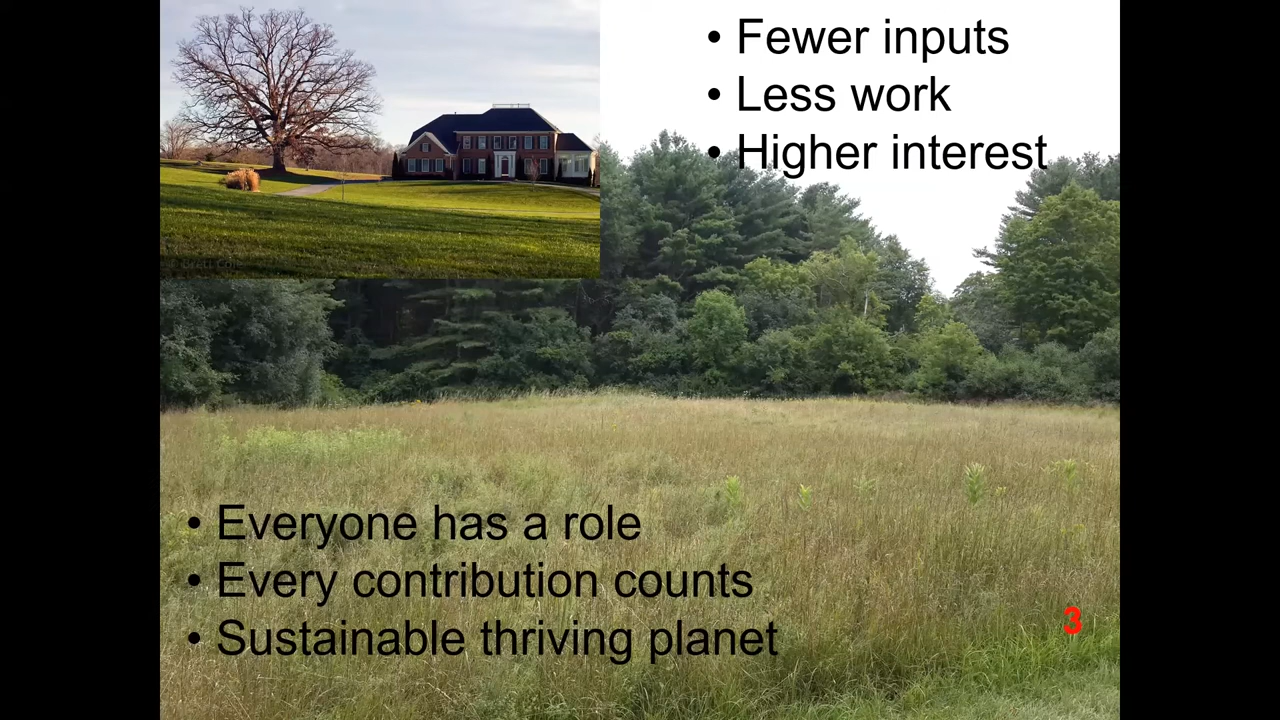 • Fewer inputs
• Less work
• Higher interest
• Everyone has a role
• Every contribution counts
• Sustainable thriving planet
3